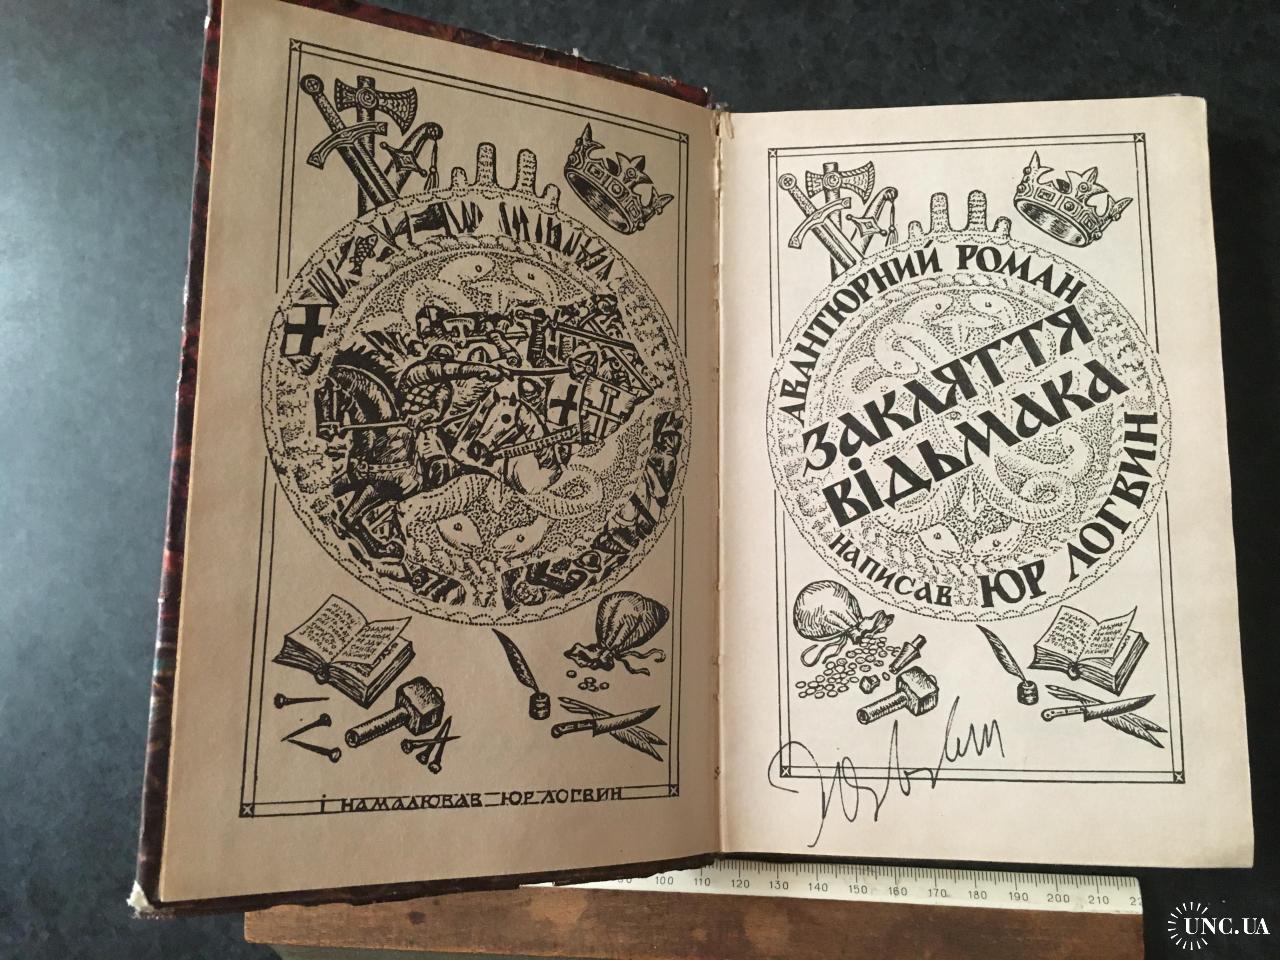 І НАМАЛЮВАВ ЮР ЛОГВИН
АВАНТЮРНИЙ РОМАН
ЗАКЛЯТТЯ
ВІДЬМАКА
НАПИСАВ ЮР ЛОГВИН
100 110 120 130 140 150 160 170 180 190 200 210
UNC.UA